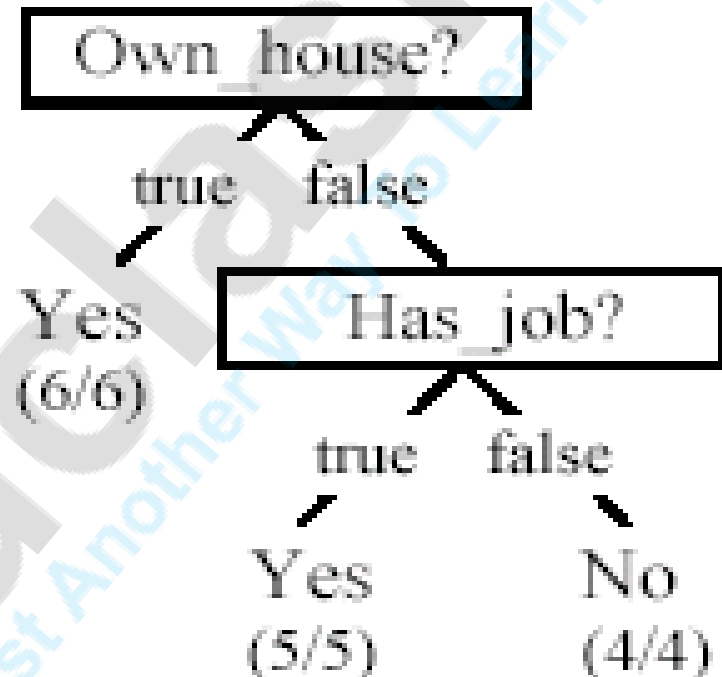 Own_house?
true false
Yes Has_job?
(6/6)
true false
Yes No
(5/5) (4/4)